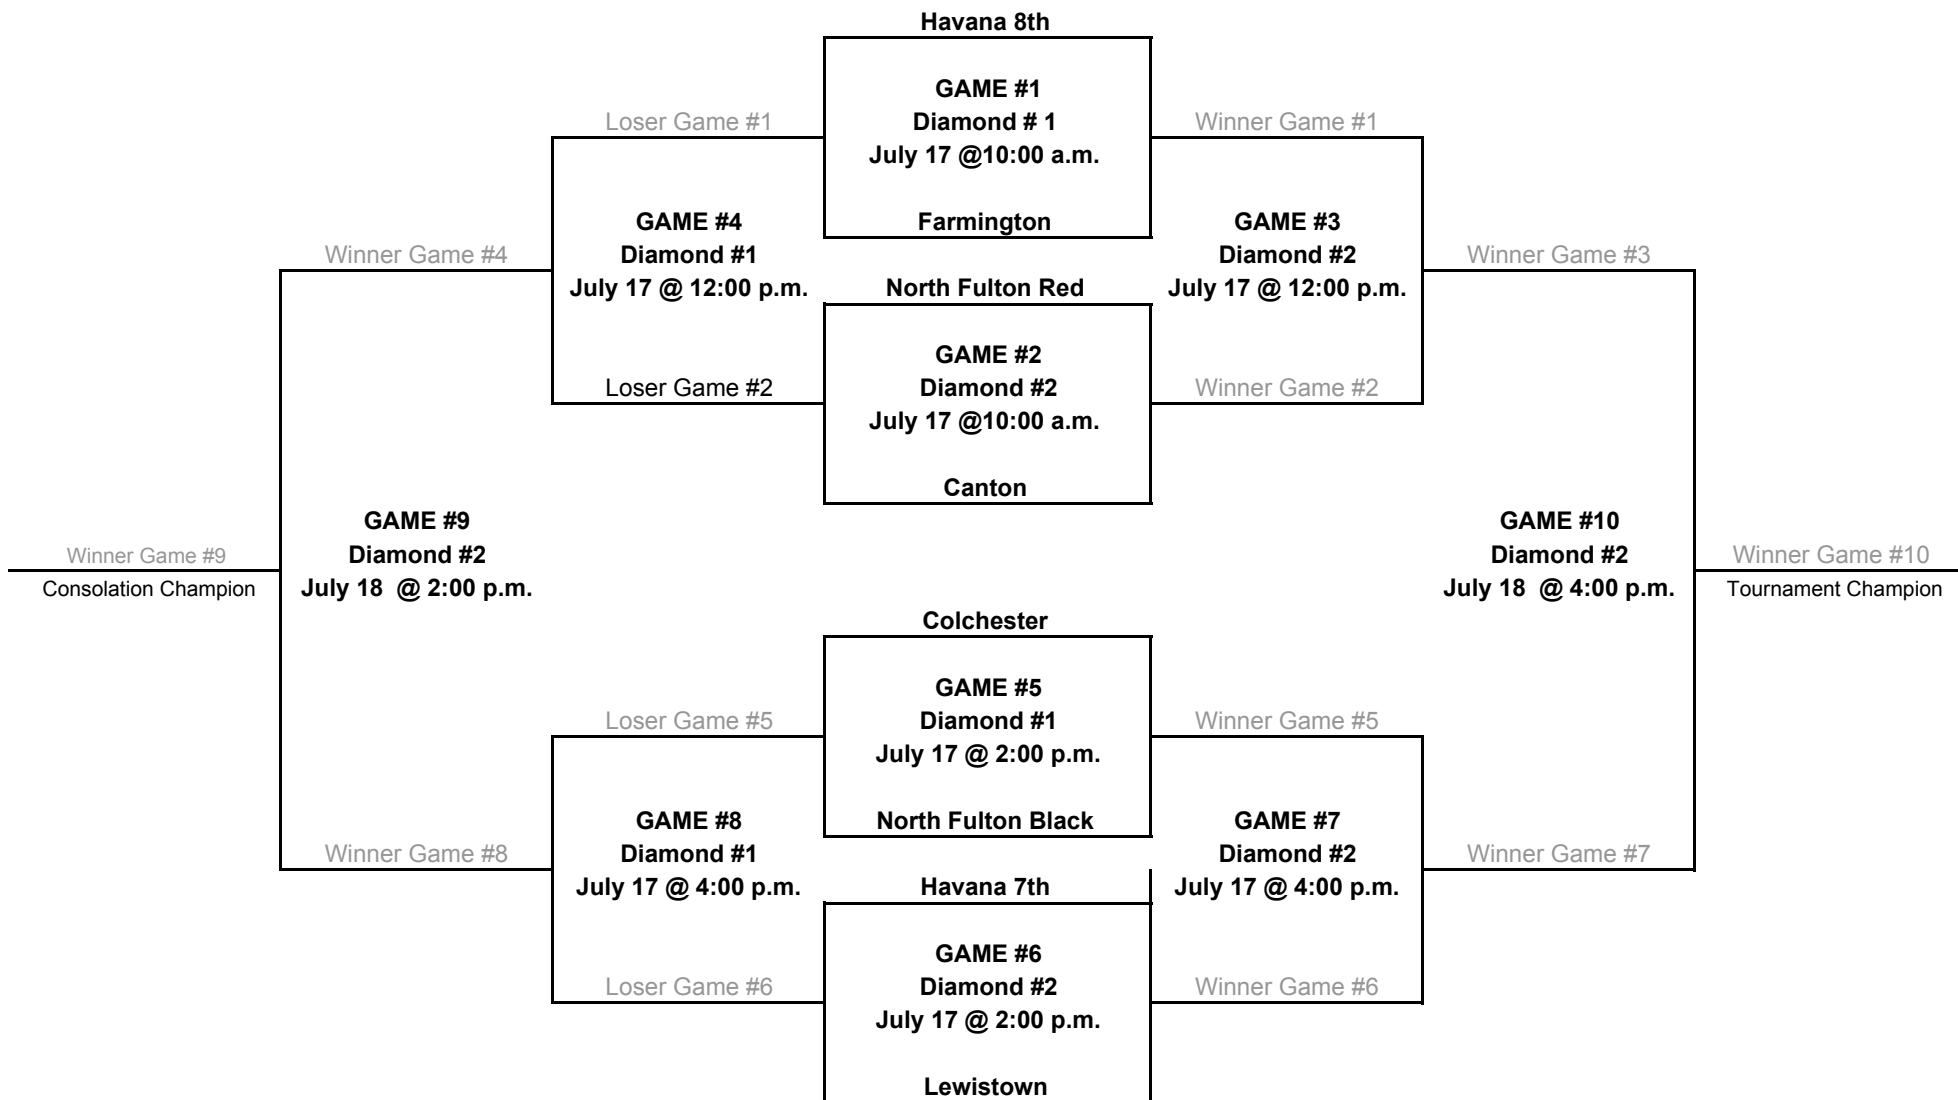 Havana 8th
GAME #1
Loser Game #1
Diamond # 1
Winner Game #1
July 17 @10:00 a.m.
GAME #4
Farmington
GAME #3
Winner Game #4
Diamond #1
Diamond #2
Winner Game #3
July 17 @ 12:00 p.m.
North Fulton Red
July 17 @ 12:00 p.m.
GAME #2
Loser Game #2
Diamond #2
Winner Game #2
July 17 @10:00 a.m.
Canton
GAME #9
GAME #10
Winner Game #9
Diamond #2
Diamond #2
Winner Game #10
Consolation Champion
July 18  @ 2:00 p.m.
July 18  @ 4:00 p.m.
Tournament Champion
Colchester
GAME #5
Loser Game #5
Diamond #1
Winner Game #5
July 17 @ 2:00 p.m.
GAME #8
North Fulton Black
GAME #7
Winner Game #8
Diamond #1
Diamond #2
Winner Game #7
July 17 @ 4:00 p.m.
Havana 7th
July 17 @ 4:00 p.m.
GAME #6
Loser Game #6
Diamond #2
Winner Game #6
July 17 @ 2:00 p.m.
Lewistown